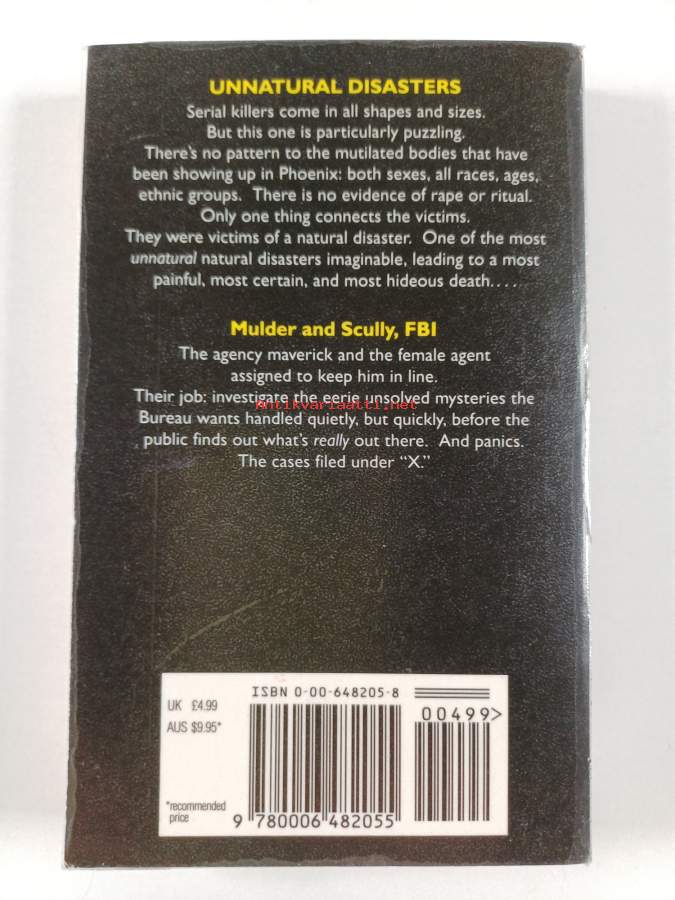 UNNATURAL DISASTERS
Serial killers come in all shapes and sizes.
But this one is particularly puzzling.
There's no pattern to the mutilated bodies that have
been showing up in Phoenix: both sexes, all races, ages,
ethnic groups. There is no evidence of rape or ritual.
Only one thing connects the victims.
They were victims of a natural disaster. One of the most
unnatural natural disasters imaginable, leading to a most
painful, most certain, and most hideous death. . . .
Mulder and Scully, FBI
The agency maverick and the female agent
assigned to keep him in line.
Their job: investigate the eerie unsolved mysteries the
Antikvariaatti.net
Bureau wants handled quietly, but quickly, before the
public finds out what's really out there. And panics.
The cases filed under "X."
ISBN 0-00-648205-8
UK £4.99
AUS $9.95*
00499>
*recommended
price
9 780006 482055